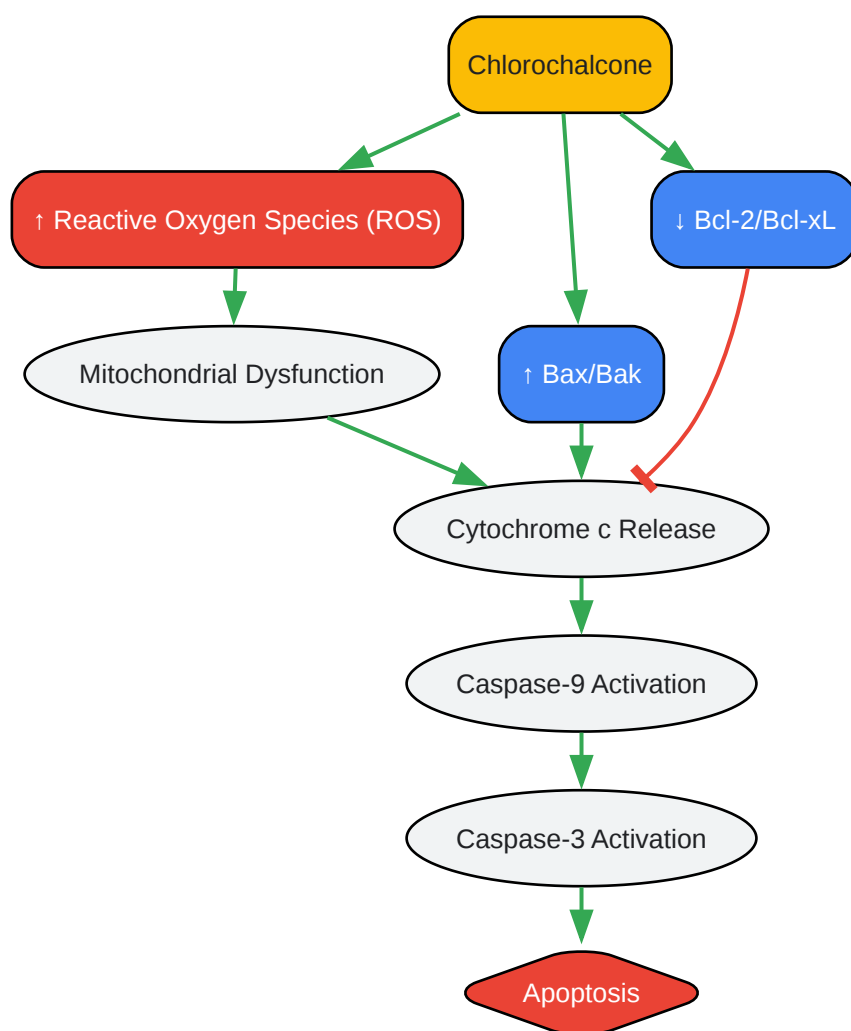 Chlorochalcone
↑ Reactive Oxygen Species (ROS)
↓ Bcl-2/Bcl-xL
Mitochondrial Dysfunction
↑ Bax/Bak
Cytochrome c Release
Caspase-9 Activation
Caspase-3 Activation
Apoptosis